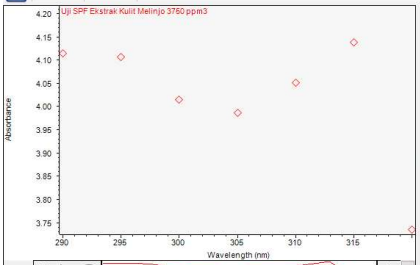 Uji SPF Ekstrak Kulit Melinjo 3750 ppm3
4.20
4.15
4.10
4.05
4.00
3.95
3.90
3.85
3.80
3.75
Absorbance
290 295 300 305 310 315
Wavelength (nm)